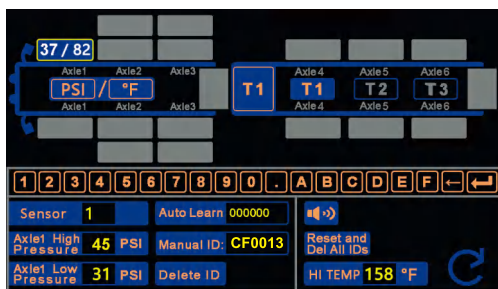 37 / 82
Axle1 Axle2 Axle3 Axle4 Axle5 Axle6
PSI / °F T1 T1 T2 T3
Axle1 Axle2 Axle3 Axle4 Axle5 Axle6
1 2 3 4 5 6 7 8 9 0 . A B C D E F ← ↵
Sensor 1 Auto Learn 000000
Axle1 High Pressure 45 PSI Manual ID: CF0013 Reset and Del All IDs
Axle1 Low Pressure 31 PSI Delete ID HI TEMP 158 °F